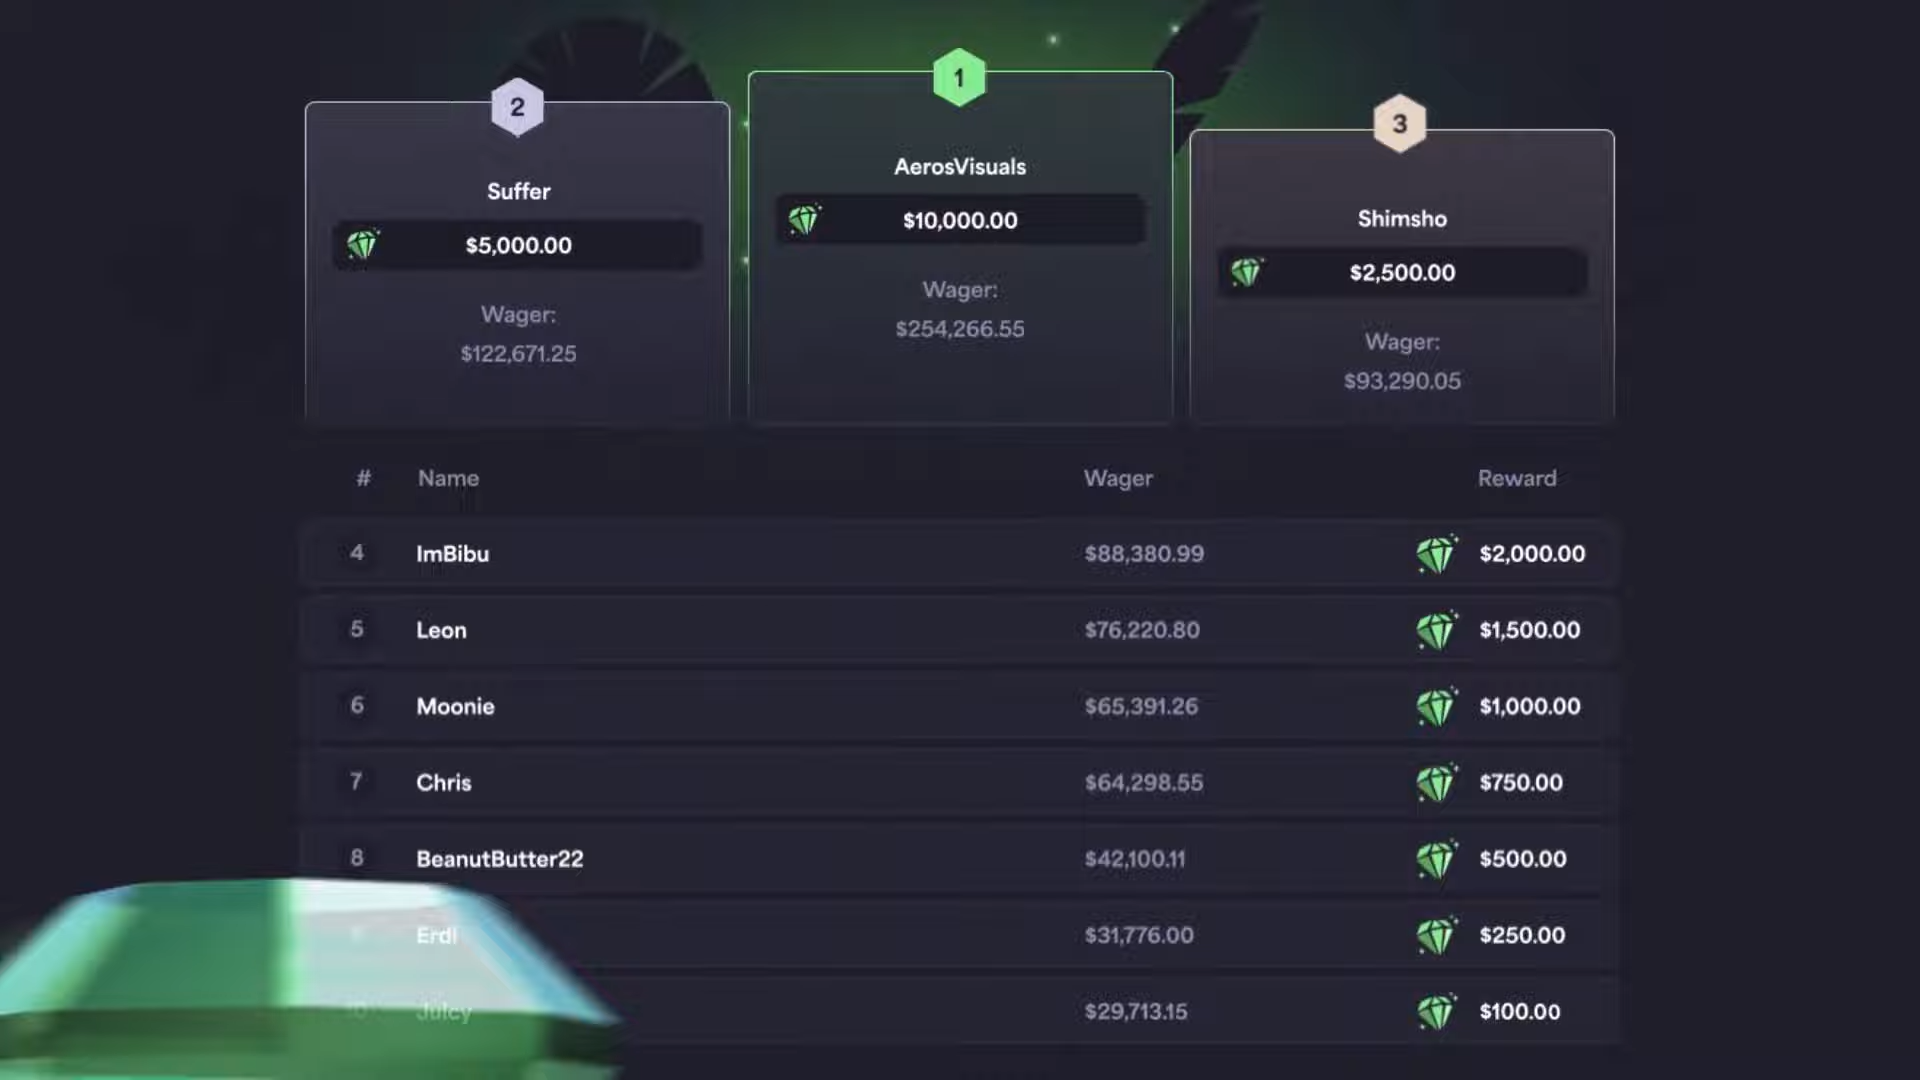 1
2
3
AerosVisuals
Suffer
Shimsho
$10,000.00
$5,000.00
$2,500.00
Wager:
$254,266.55
Wager:
$122,671.25
Wager:
$93,290.05
# Name Wager Reward
4 ImBibu $88,380.99 $2,000.00
5 Leon $76,220.80 $1,500.00
6 Moonie $65,391.26 $1,000.00
7 Chris $64,298.55 $750.00
8 BeanutButter22 $42,100.11 $500.00
Erdl $31,776.00 $250.00
10 Juicy $29,713.15 $100.00